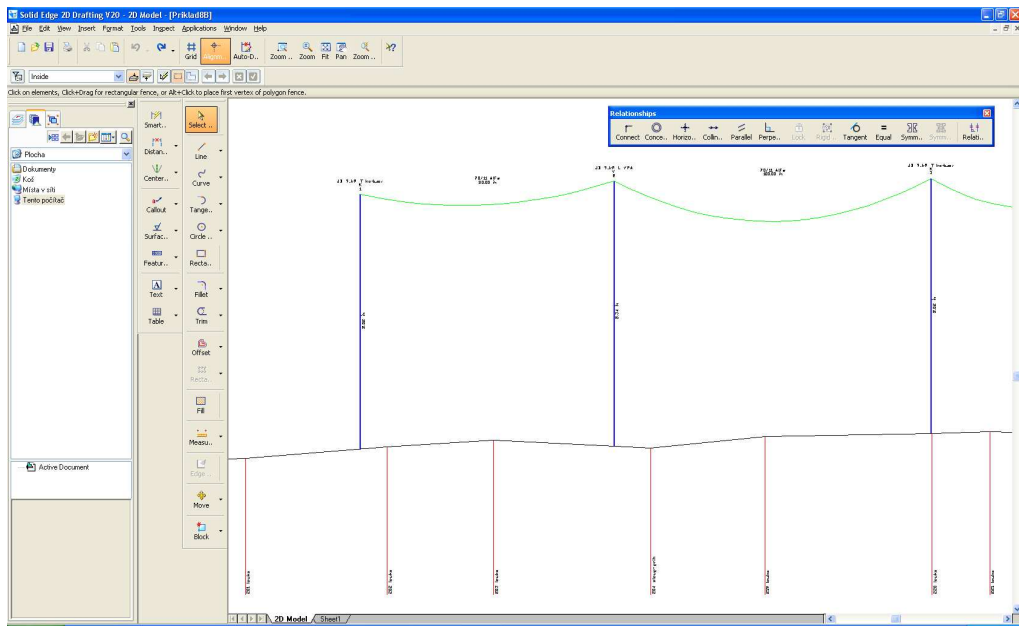 Solid Edge 2D Drafting V20 - 2D Model - [Priklad8B]
File Edit View Insert Format Tools Inspect Applications Window Help
Grid Alignm.. Auto-D.. Zoom .. Zoom Fit Pan Zoom ..
Inside
Click on elements, Click+Drag for rectangular fence, or Alt+Click to place first vertex of polygon fence.
Plocha
Dokumenty
Koš
Místa v síti
Tento počítač
Active Document
Smart..
Distan..
Center..
Callout
Surfac..
Featur..
Text
Table
Select ..
Line
Curve
Tange..
Circle ..
Recta..
Fillet
Trim
Offset
Recta..
Fill
Measu..
Edge ..
Move
Block
Relationships
Connect Conce.. Horizo.. Collin.. Parallel Perpe.. Lock Rigid .. Tangent Equal Symm.. Symm.. Relati..
2D Model Sheet1